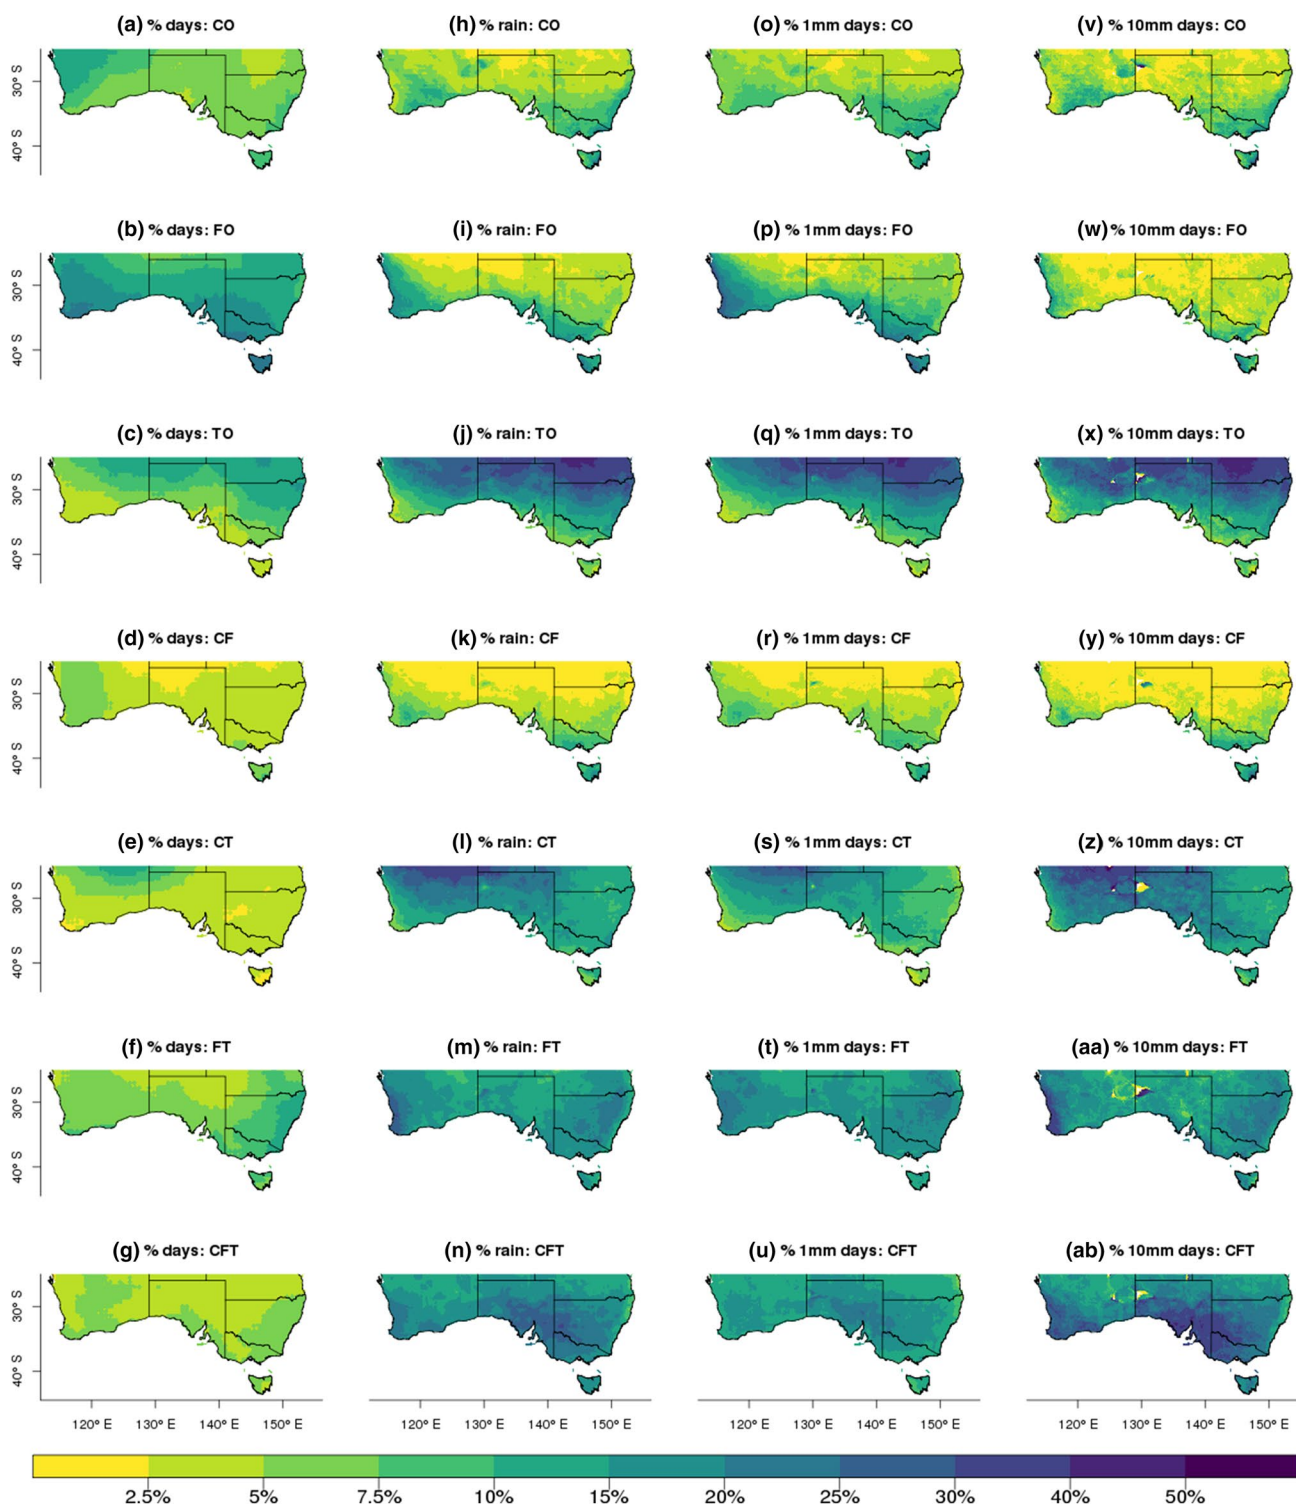 (a) % days: CO (h) % rain: CO (o) % 1mm days: CO (v) % 10mm days: CO
30° S
40° S
(b) % days: FO (i) % rain: FO (p) % 1mm days: FO (w) % 10mm days: FO
30° S
40° S
(c) % days: TO (j) % rain: TO (q) % 1mm days: TO (x) % 10mm days: TO
30° S
40° S
(d) % days: CF (k) % rain: CF (r) % 1mm days: CF (y) % 10mm days: CF
30° S
40° S
(e) % days: CT (l) % rain: CT (s) % 1mm days: CT (z) % 10mm days: CT
30° S
40° S
(f) % days: FT (m) % rain: FT (t) % 1mm days: FT (aa) % 10mm days: FT
30° S
40° S
(g) % days: CFT (n) % rain: CFT (u) % 1mm days: CFT (ab) % 10mm days: CFT
30° S
40° S
120° E 130° E 140° E 150° E 120° E 130° E 140° E 150° E 120° E 130° E 140° E 150° E 120° E 130° E 140° E 150° E
2.5% 5% 7.5% 10% 15% 20% 25% 30% 40% 50%